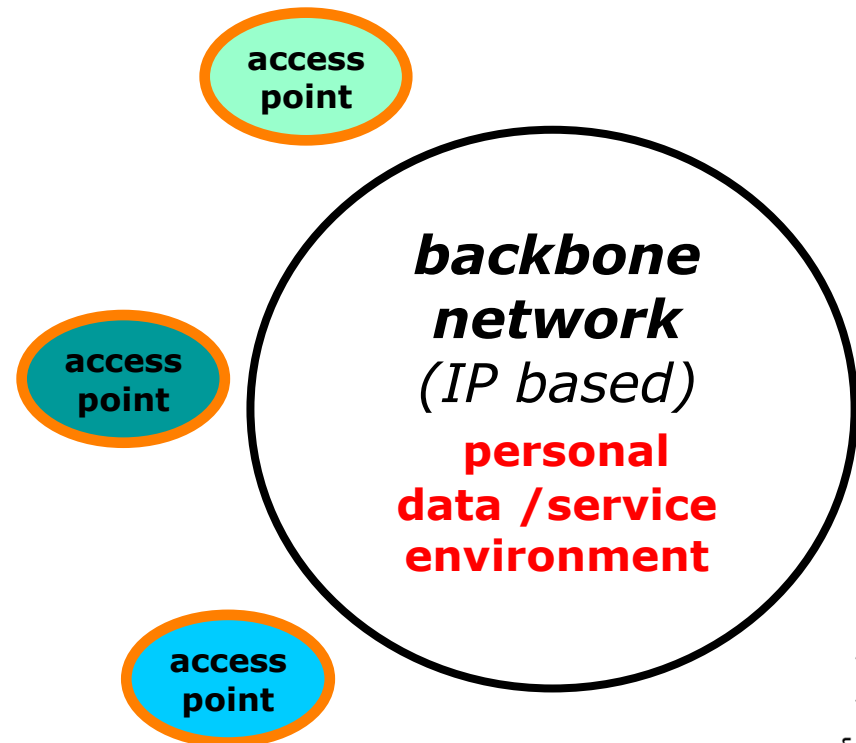 access
point
backbone
network
(IP based)
personal
data /service
environment
access
point
access
point